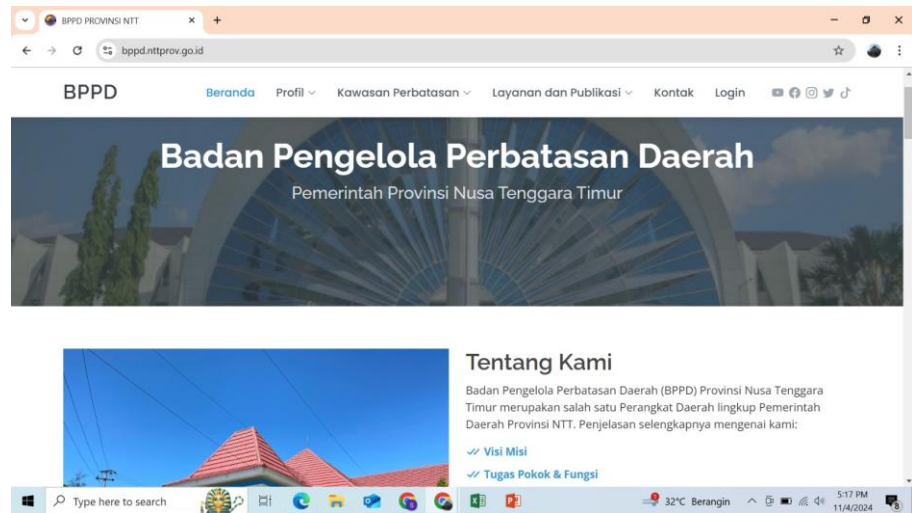 BPPD PROVINSI NTT
bppd.nttprov.go.id
BPPD Beranda Profil Kawasan Perbatasan Layanan dan Publikasi Kontak Login
Badan Pengelola Perbatasan Daerah
Pemerintah Provinsi Nusa Tenggara Timur
Tentang Kami
Badan Pengelola Perbatasan Daerah (BPPD) Provinsi Nusa Tenggara
Timur merupakan salah satu Perangkat Daerah lingkup Pemerintah
Daerah Provinsi NTT. Penjelasan selengkapnya mengenai kami:
Visi Misi
Tugas Pokok & Fungsi
Type here to search 32°C Berangin 5:17 PM
11/4/2024 8